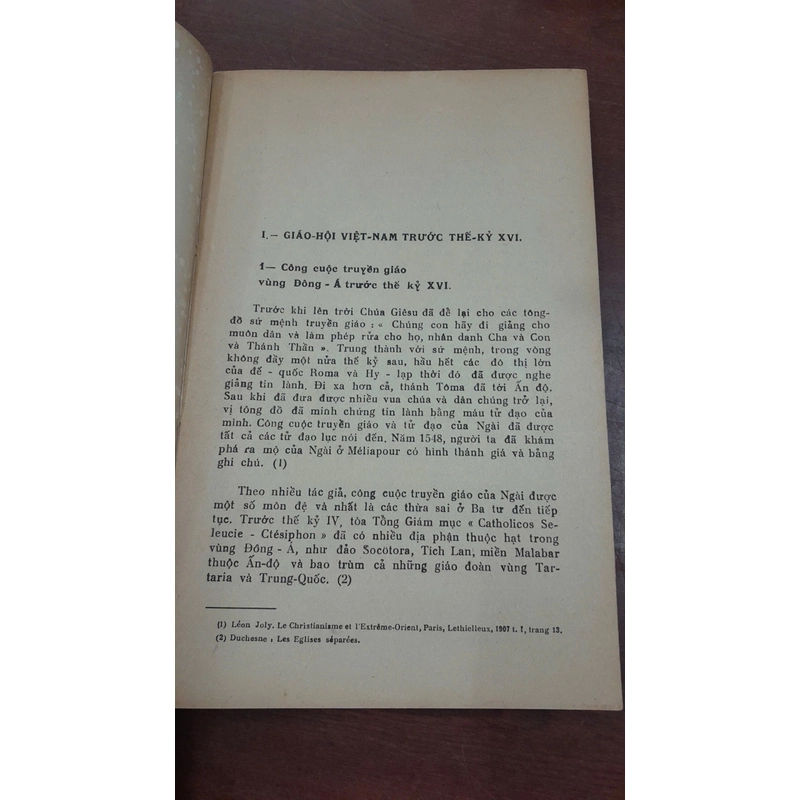 I.— GIÁO-HỘI VIỆT-NAM TRƯỚC THẾ-KỶ XVI.
1— Công cuộc truyền giáo
vùng Đông - Á trước thế kỷ XVI.
Trước khi lên trời Chúa Giêsu đã để lại cho các tông-
đồ sứ mệnh truyền giáo : « Chúng con hãy đi giảng cho
muôn dân và làm phép rửa cho họ, nhân danh Cha và Con
và Thánh Thần ». Trung thành với sứ mệnh, trong vòng
không đầy một nửa thế kỷ sau, hầu hết các đô thị lớn
của đế - quốc Roma và Hy - lạp thời đó đã được nghe
giảng tin lành. Đi xa hơn cả, thánh Tôma đã tới Ấn độ.
Sau khi đã đưa được nhiều vua chúa và dân chúng trở lại,
vị tông đồ đã minh chứng tin lành bằng máu tử đạo của
mình. Công cuộc truyền giáo và tử đạo của Ngài đã được
tất cả các tử đạo lục nói đến. Năm 1548, người ta đã khám
phá ra mộ của Ngài ở Méliapour có hình thánh giá và bảng
ghi chú. (1)
Theo nhiều tác giả, công cuộc truyền giáo của Ngài được
một số môn đệ và nhất là các thừa sai ở Ba tư đến tiếp
tục. Trước thế kỷ IV, tòa Tổng Giám mục « Catholicos Se-
leucie - Ctésiphon » đã có nhiều địa phận thuộc hạt trong
vùng Đông - Á, như đảo Socotora, Tích Lan, miền Malabar
thuộc Ấn-độ và bao trùm cả những giáo đoàn vùng Tar-
taria và Trung-Quốc. (2)
(1) Léon Joly. Le Christianisme et l'Extrême-Orient, Paris, Lethielleux, 1907 t. I, trang 13.
(2) Duchesne : Les Eglises séparées.